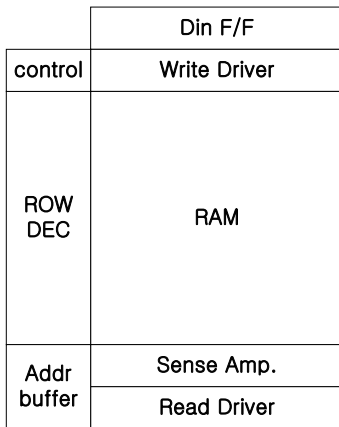 Din F/F
control
Write Driver
ROW
DEC
RAM
Addr
buffer
Sense Amp.
Read Driver